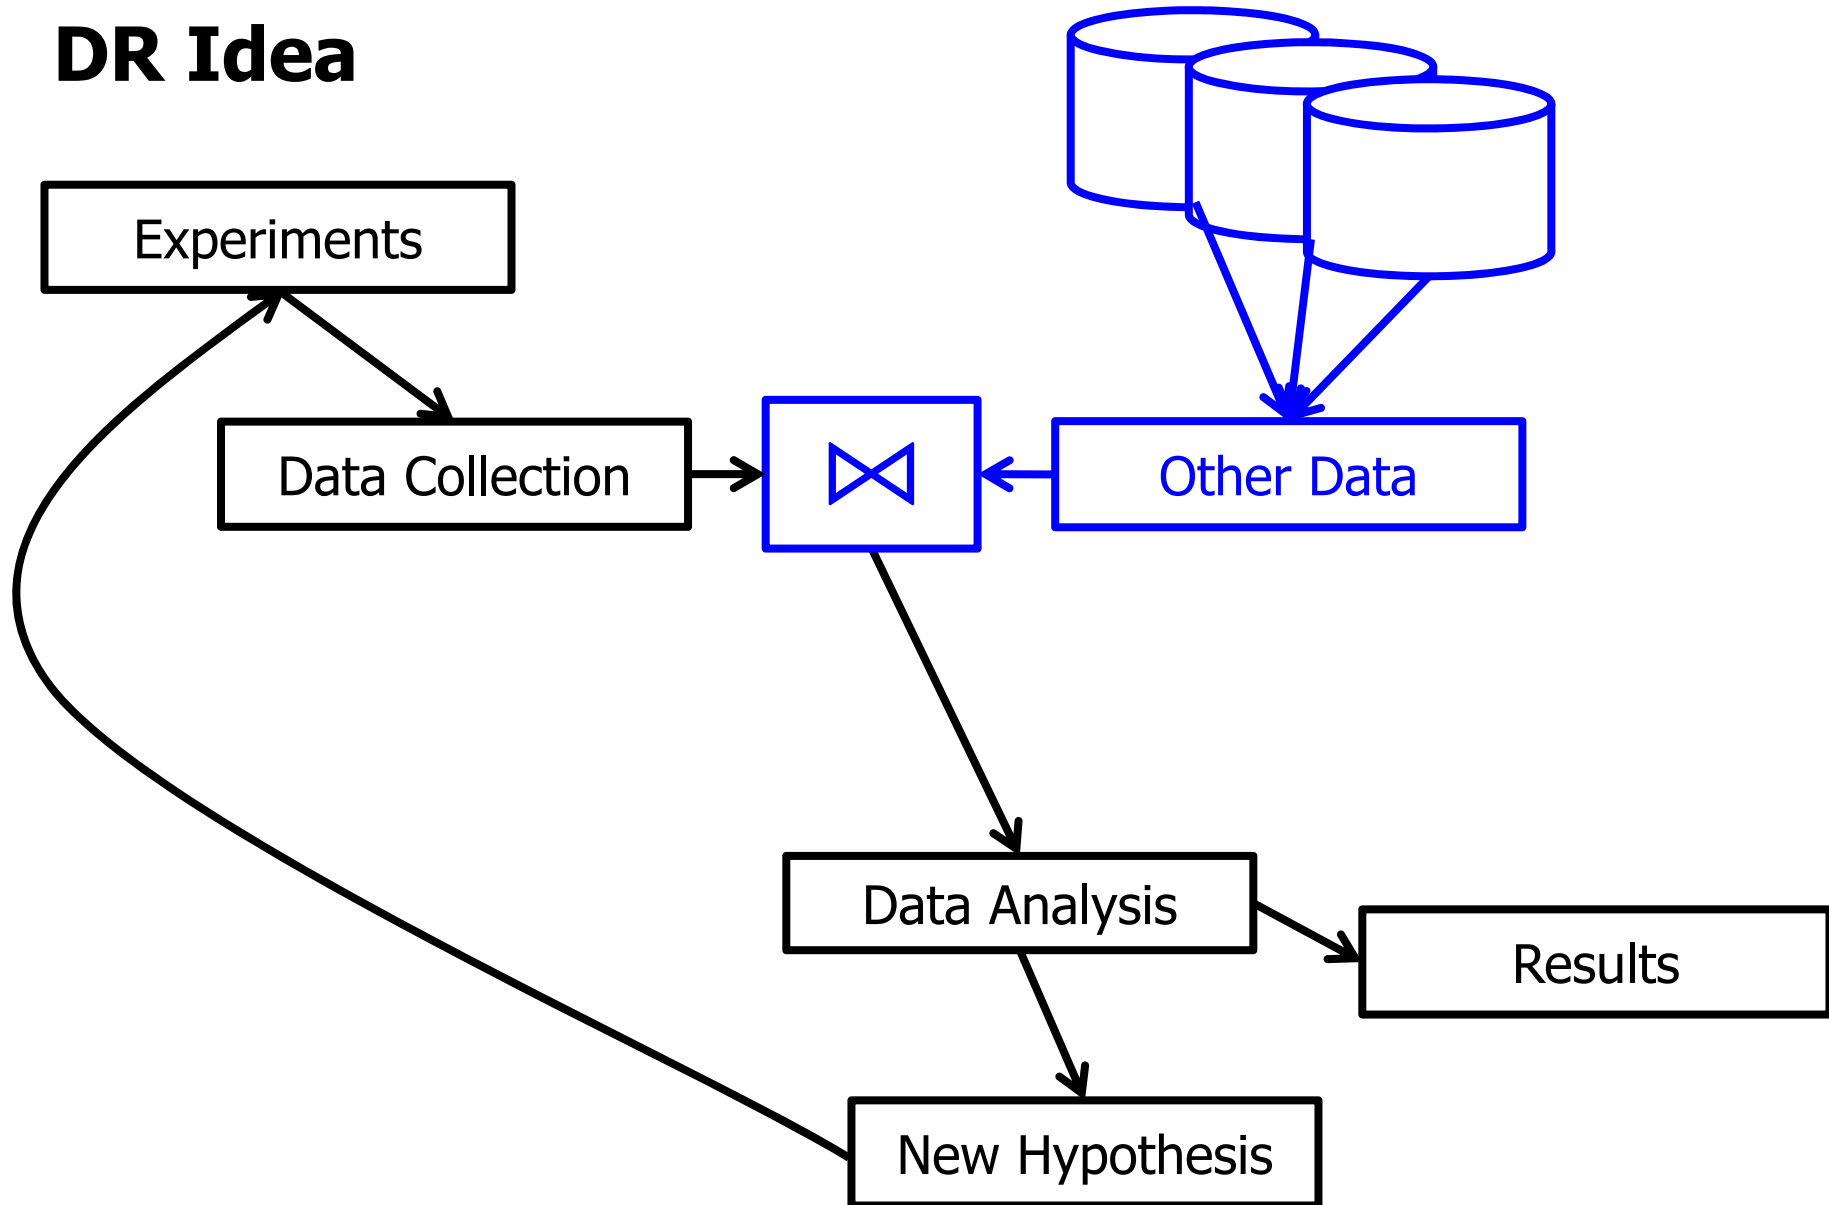 DR Idea
Experiments
Data Collection
⋈
Other Data
Data Analysis
Results
New Hypothesis